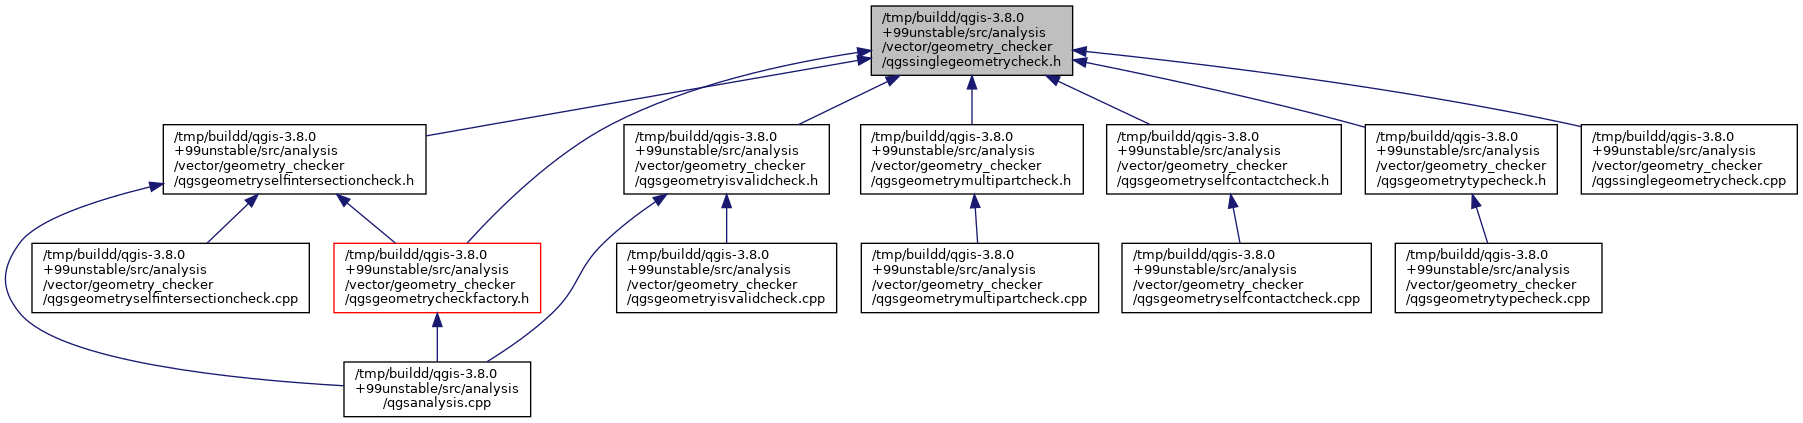 /tmp/buildd/qgis-3.8.0
+99unstable/src/analysis
/vector/geometry_checker
/qgssinglegeometrycheck.h
/tmp/buildd/qgis-3.8.0
+99unstable/src/analysis
/vector/geometry_checker
/qgsgeometryselfintersectioncheck.h
/tmp/buildd/qgis-3.8.0
+99unstable/src/analysis
/vector/geometry_checker
/qgsgeometryisvalidcheck.h
/tmp/buildd/qgis-3.8.0
+99unstable/src/analysis
/vector/geometry_checker
/qgsgeometrymultipartcheck.h
/tmp/buildd/qgis-3.8.0
+99unstable/src/analysis
/vector/geometry_checker
/qgsgeometryselfcontactcheck.h
/tmp/buildd/qgis-3.8.0
+99unstable/src/analysis
/vector/geometry_checker
/qgsgeometrytypecheck.h
/tmp/buildd/qgis-3.8.0
+99unstable/src/analysis
/vector/geometry_checker
/qgssinglegeometrycheck.cpp
/tmp/buildd/qgis-3.8.0
+99unstable/src/analysis
/vector/geometry_checker
/qgsgeometryselfintersectioncheck.cpp
/tmp/buildd/qgis-3.8.0
+99unstable/src/analysis
/vector/geometry_checker
/qgsgeometrycheckfactory.h
/tmp/buildd/qgis-3.8.0
+99unstable/src/analysis
/vector/geometry_checker
/qgsgeometryisvalidcheck.cpp
/tmp/buildd/qgis-3.8.0
+99unstable/src/analysis
/vector/geometry_checker
/qgsgeometrymultipartcheck.cpp
/tmp/buildd/qgis-3.8.0
+99unstable/src/analysis
/vector/geometry_checker
/qgsgeometryselfcontactcheck.cpp
/tmp/buildd/qgis-3.8.0
+99unstable/src/analysis
/vector/geometry_checker
/qgsgeometrytypecheck.cpp
/tmp/buildd/qgis-3.8.0
+99unstable/src/analysis
/qgsanalysis.cpp